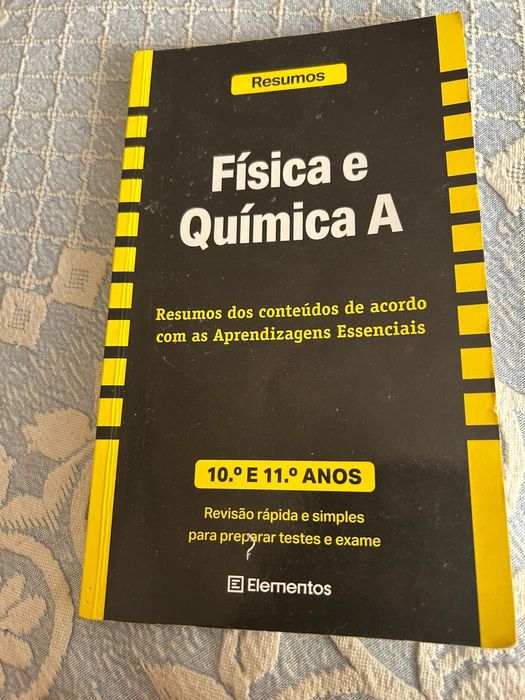 Resumos
Física e
Química A
Resumos dos conteúdos de acordo
com as Aprendizagens Essenciais
10.º E 11.º ANOS
Revisão rápida e simples
para preparar testes e exame
Elementos